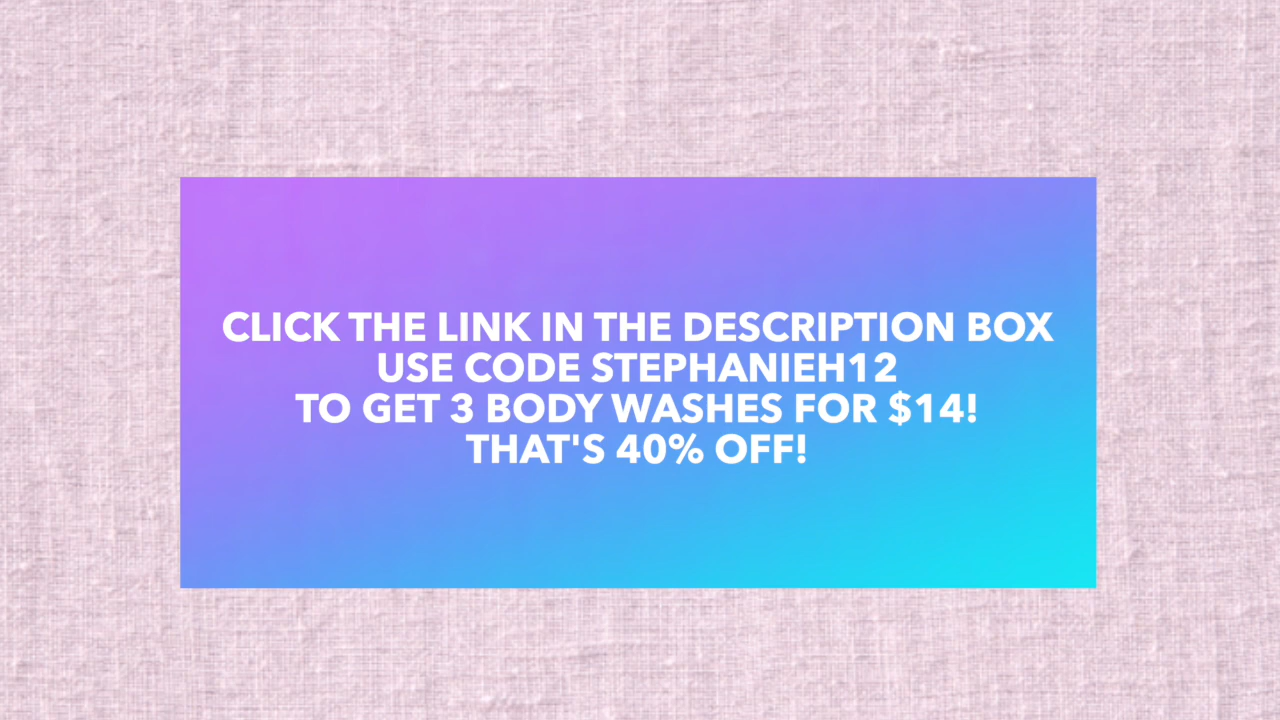 CLICK THE LINK IN THE DESCRIPTION BOX
USE CODE STEPHANIEH12
TO GET 3 BODY WASHES FOR $14!
THAT'S 40% OFF!